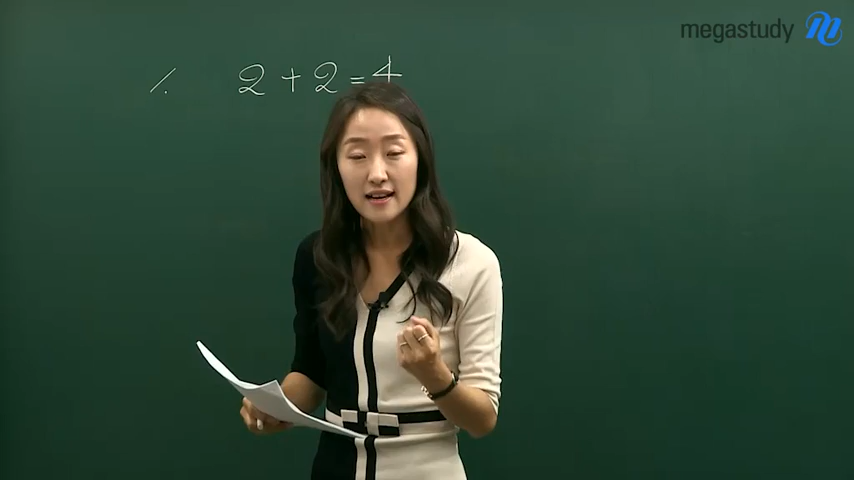 megastudy
1. 2 + 2 = 4